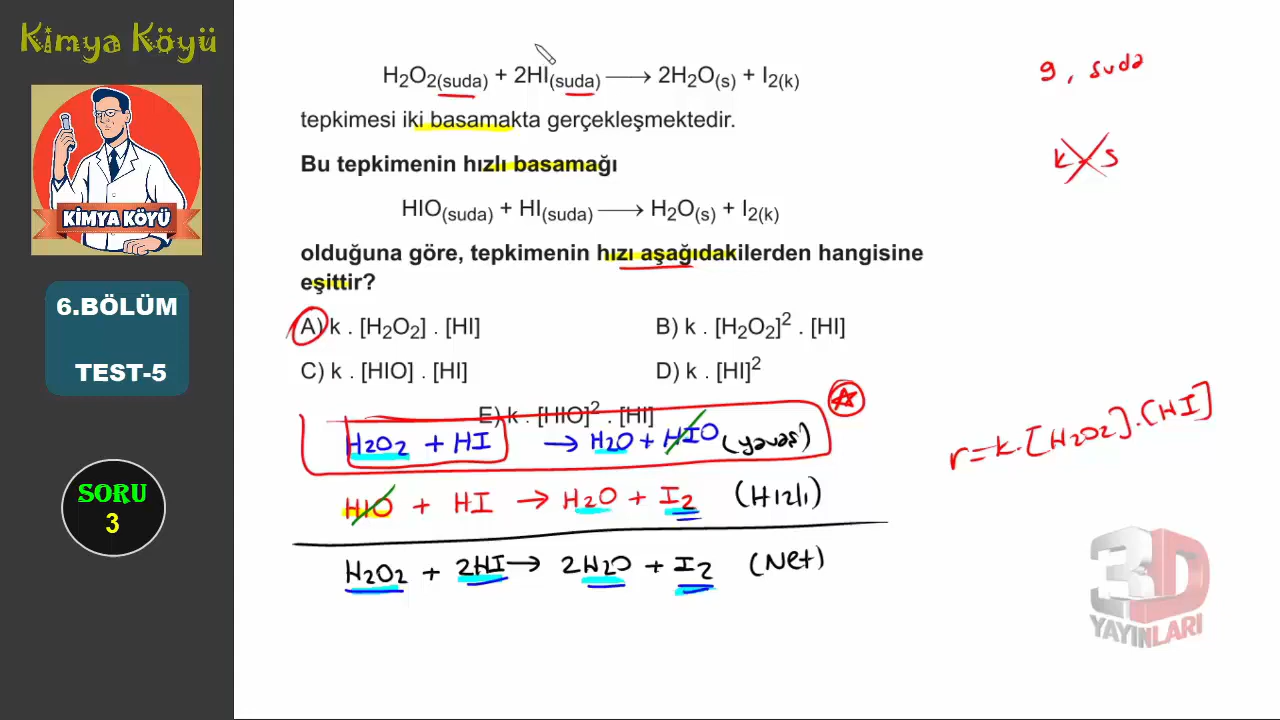 Kimya Köyü
KİMYA KÖYÜ
6.BÖLÜM
TEST-5
SORU
3
H₂O₂(suda) + 2HI(suda) ⟶ 2H₂O(s) + I₂(k)
tepkimesi iki basamakta gerçekleşmektedir.
Bu tepkimenin hızlı basamağı
HIO(suda) + HI(suda) ⟶ H₂O(s) + I₂(k)
olduğuna göre, tepkimenin hızı aşağıdakilerden hangisine
eşittir?
A) k . [H₂O₂] . [HI] B) k . [H₂O₂]² . [HI]
C) k . [HIO] . [HI] D) k . [HI]²
E) k . [HIO]² . [HI]
H₂O₂ + HI → H₂O + HIO (yavaş)
HIO + HI → H₂O + I₂ (Hızlı)
H₂O₂ + 2HI → 2H₂O + I₂ (Net)
g, suda
k s
r=k.[H₂O₂].[HI]
3D
YAYINLARI